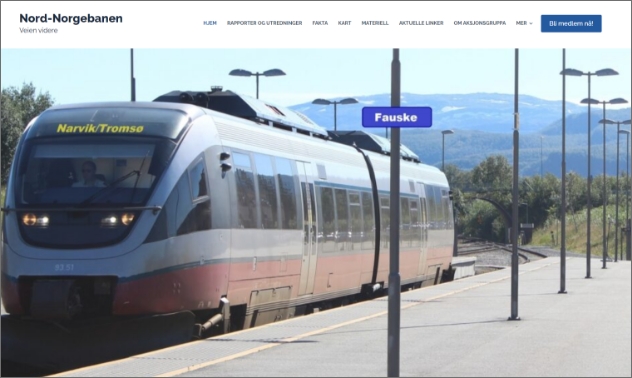 Nord-Norgebanen
Veien videre
HJEM RAPPORTER OG UTREDNINGER FAKTA KART MATERIELL AKTUELLE LINKER OM AKSJONSGRUPPA MER
Bli medlem nå!
Narvik/Tromsø
Fauske